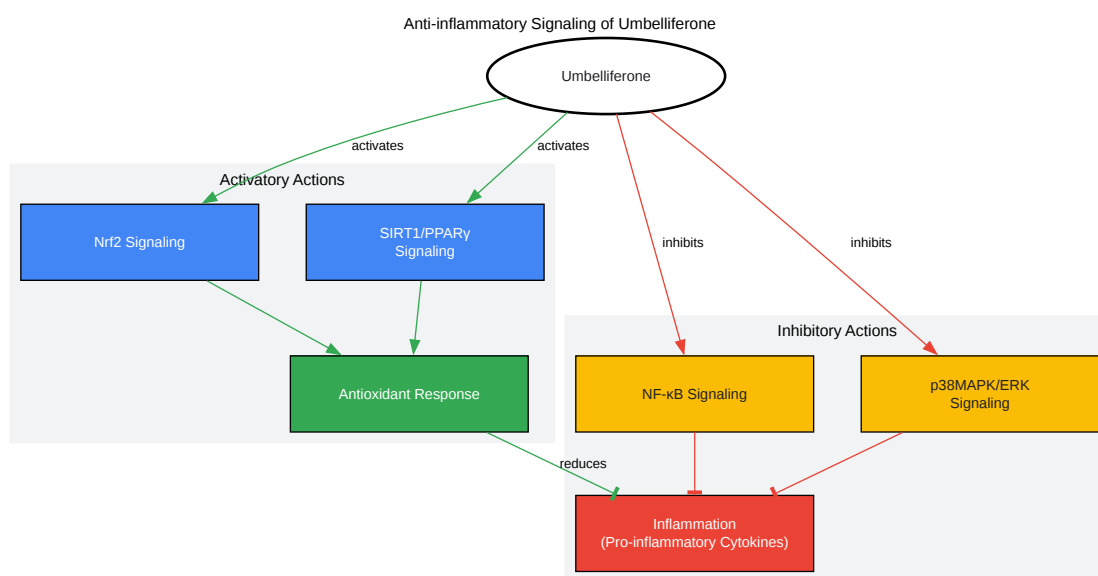 Anti-inflammatory Signaling of Umbelliferone
Umbelliferone
activates
activates
Activatory Actions
Nrf2 Signaling
SIRT1/PPARγ
Signaling
inhibits
inhibits
Inhibitory Actions
Antioxidant Response
NF-κB Signaling
p38MAPK/ERK
Signaling
reduces
Inflammation
(Pro-inflammatory Cytokines)